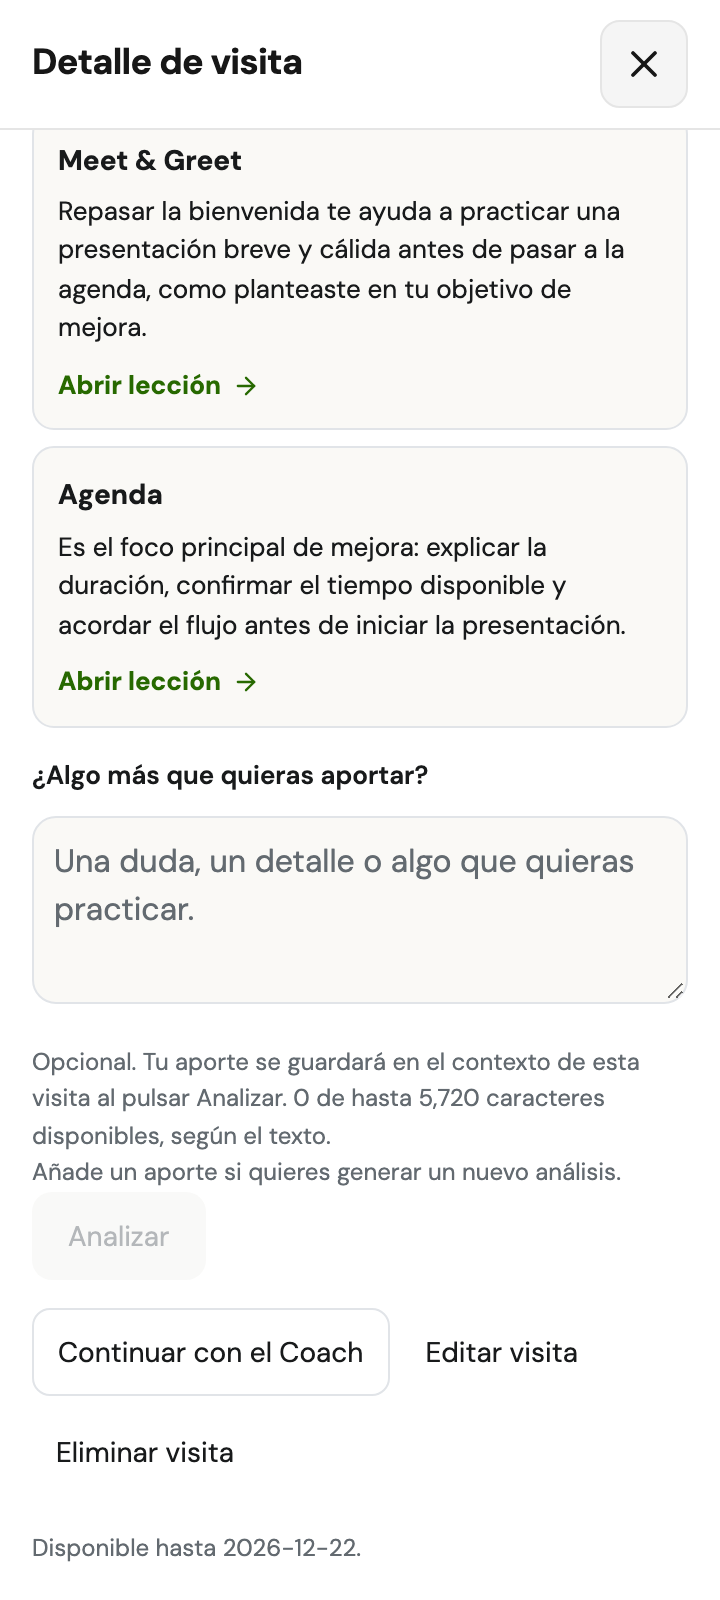 Detalle de visita
Meet & Greet
Repasar la bienvenida te ayuda a practicar una
presentación breve y cálida antes de pasar a la
agenda, como planteaste en tu objetivo de
mejora.
Abrir lección →
Agenda
Es el foco principal de mejora: explicar la
duración, confirmar el tiempo disponible y
acordar el flujo antes de iniciar la presentación.
Abrir lección →
¿Algo más que quieras aportar?
Una duda, un detalle o algo que quieras
practicar.
Opcional. Tu aporte se guardará en el contexto de esta
visita al pulsar Analizar. 0 de hasta 5,720 caracteres
disponibles, según el texto.
Añade un aporte si quieres generar un nuevo análisis.
Analizar
Continuar con el Coach
Editar visita
Eliminar visita
Disponible hasta 2026-12-22.